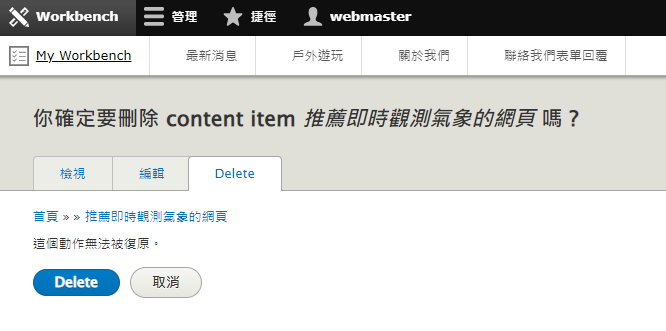 Workbench 管理 捷徑 webmaster
My Workbench 最新消息 戶外遊玩 關於我們 聯絡我們表單回覆
你確定要刪除 content item 推薦即時觀測氣象的網頁 嗎？
檢視 編輯 Delete
首頁 » » 推薦即時觀測氣象的網頁
這個動作無法被復原。
Delete 取消